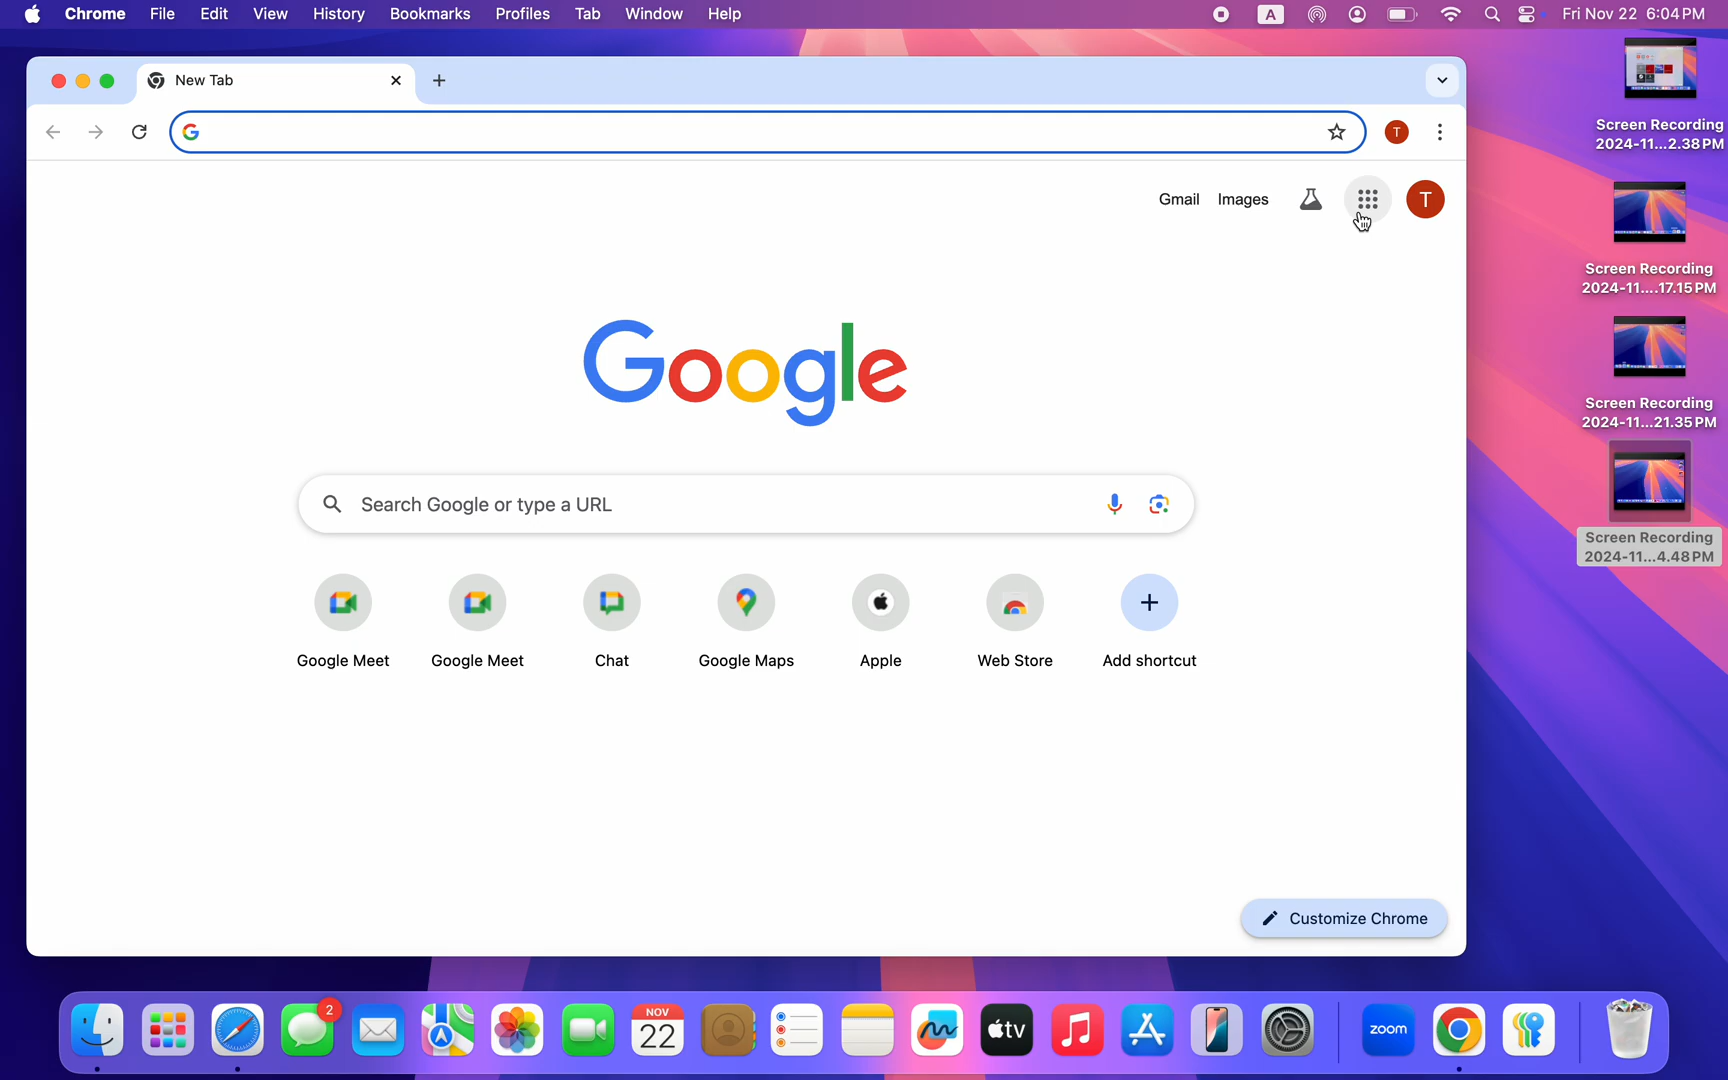 Chrome File Edit View History Bookmarks Profiles Tab Window Help A Fri Nov 22 6:04 PM
New Tab
T
Gmail Images T
Google
Search Google or type a URL
Google Meet Google Meet Chat Google Maps Apple Web Store Add shortcut
Customize Chrome
Screen Recording
2024-11...2.38 PM
Screen Recording
2024-11....17.15 PM
Screen Recording
2024-11...21.35 PM
Screen Recording
2024-11...4.48 PM
2 NOV
22 tv zoom